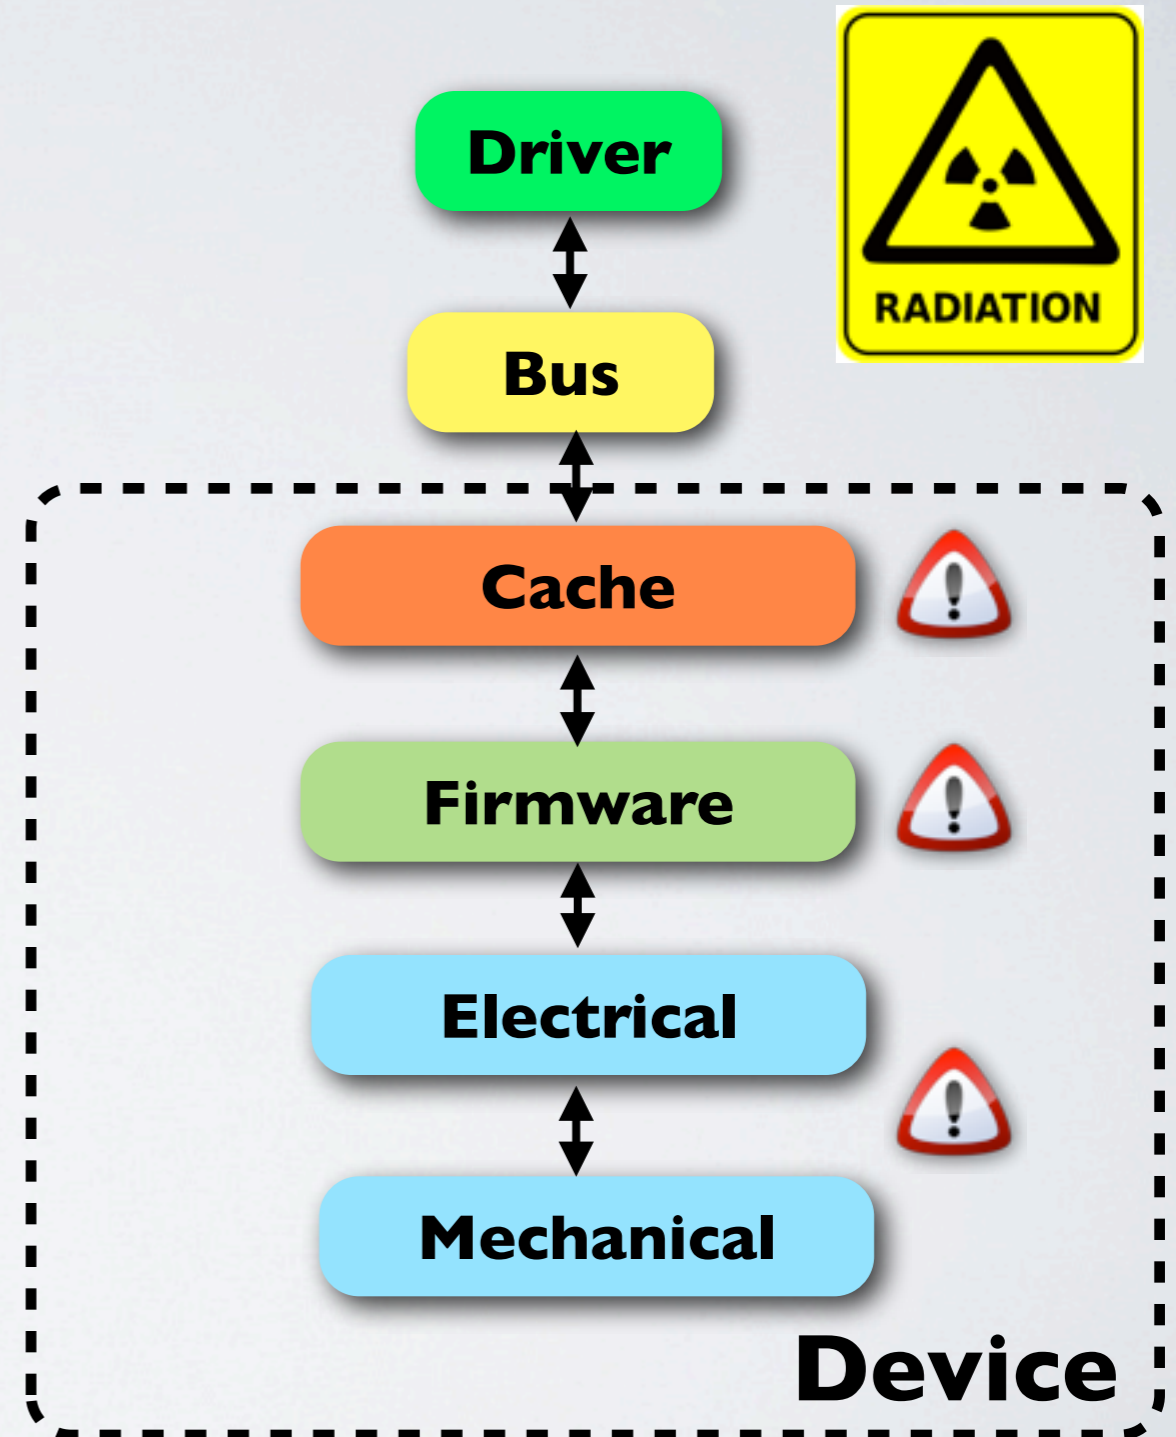 Driver
RADIATION
Bus
Cache
Firmware
Electrical
Mechanical
Device